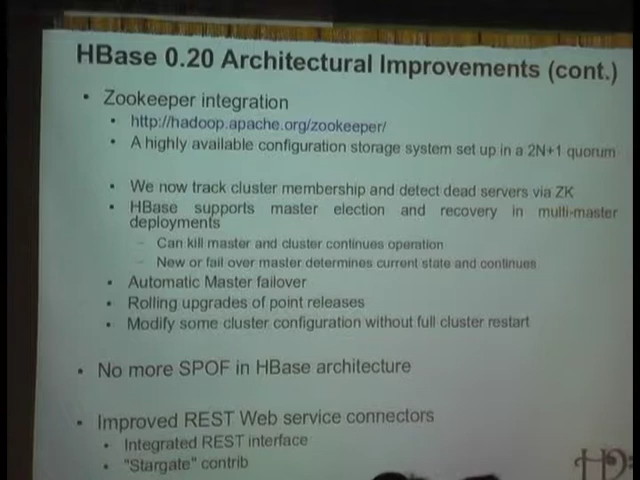 HBase 0.20 Architectural Improvements (cont.)
• Zookeeper integration
• http://hadoop.apache.org/zookeeper/
• A highly available configuration storage system set up in a 2N+1 quorum
• We now track cluster membership and detect dead servers via ZK
• HBase supports master election and recovery in multi-master
deployments
– Can kill master and cluster continues operation
– New or fail over master determines current state and continues
• Automatic Master failover
• Rolling upgrades of point releases
• Modify some cluster configuration without full cluster restart
• No more SPOF in HBase architecture
• Improved REST Web service connectors
• Integrated REST interface
• "Stargate" contrib